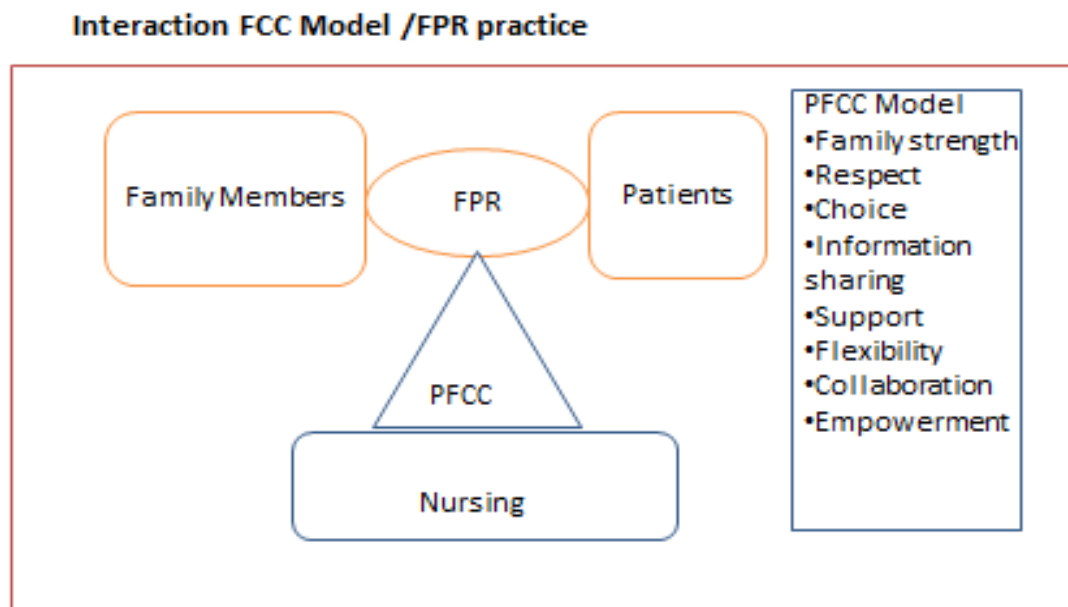 Interaction FCC Model /FPR practice
Family Members
FPR
Patients
PFCC
Nursing
PFCC Model
•Family strength
•Respect
•Choice
•Information
sharing
•Support
•Flexibility
•Collaboration
•Empowerment